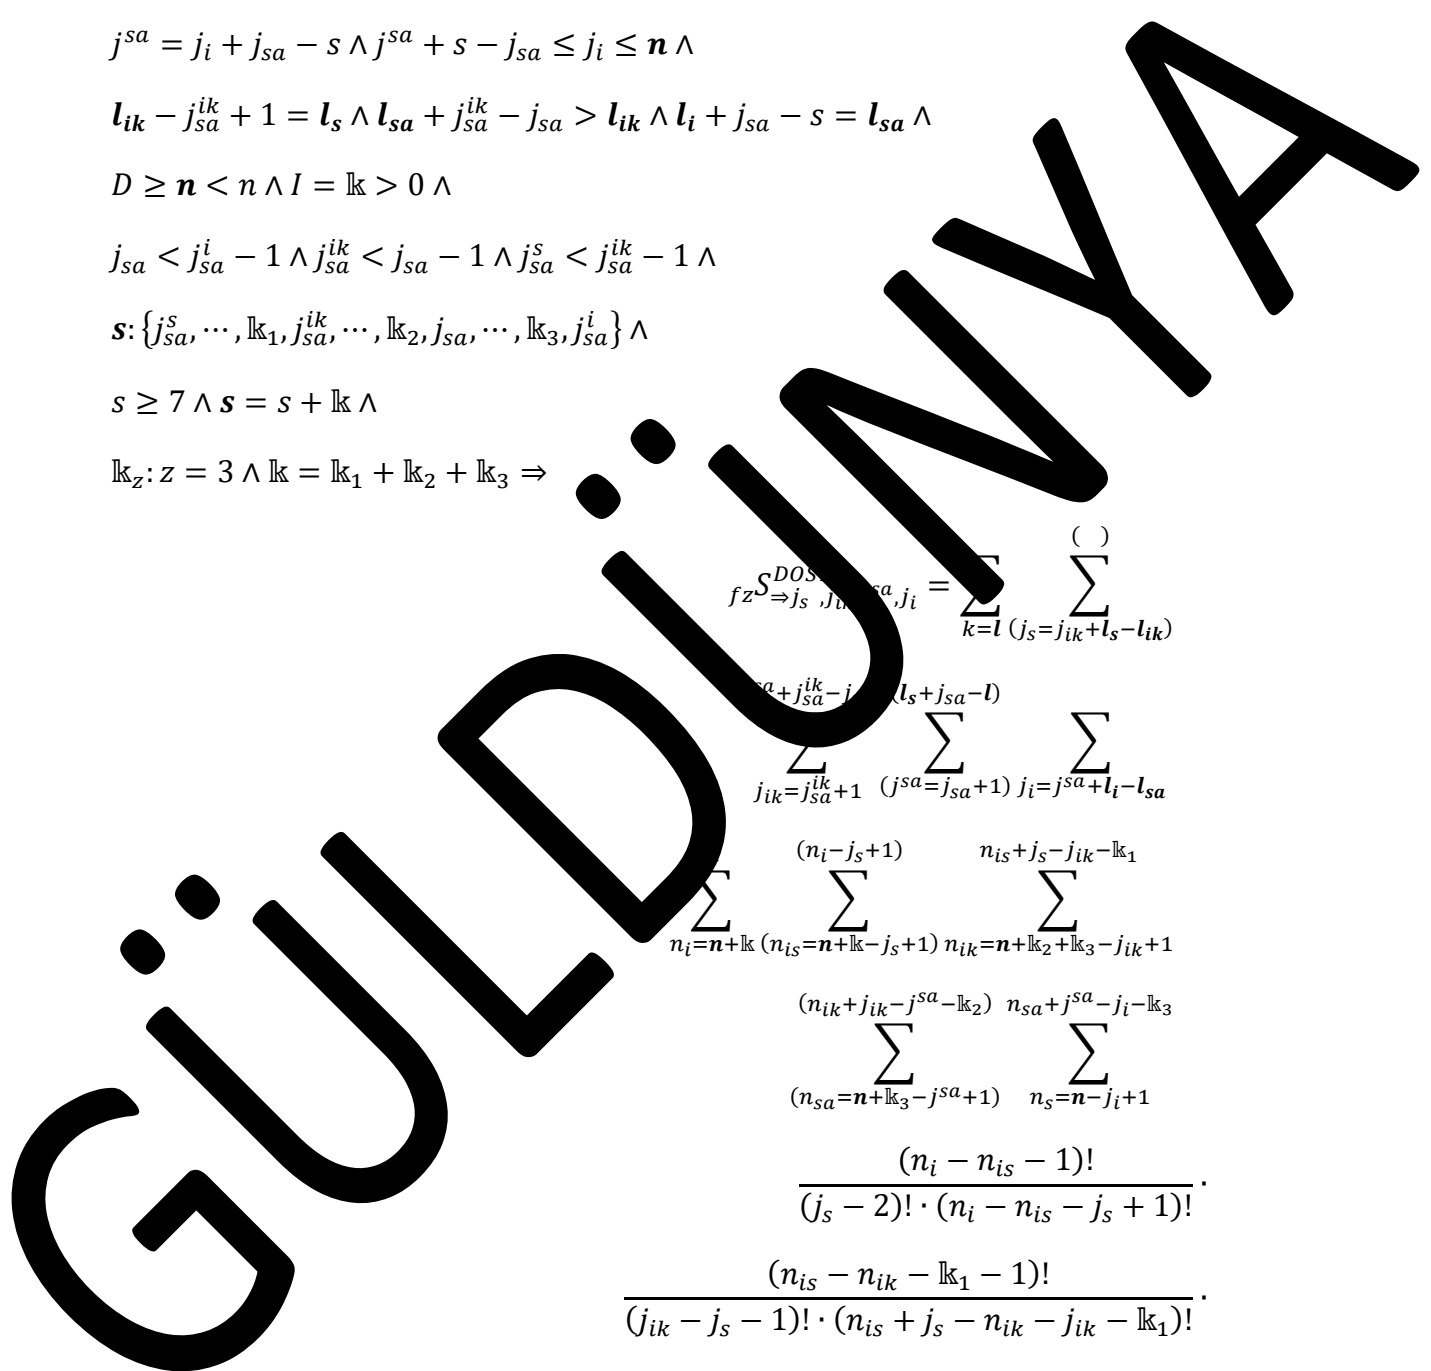 j^{sa} = j_i + j_{sa} − s ∧ j^{sa} + s − j_{sa} ≤ j_i ≤ 𝒏 ∧
𝒍_{𝒊𝒌} − j_{sa}^{ik} + 1 = 𝒍_𝒔 ∧ 𝒍_{𝒔𝒂} + j_{sa}^{ik} − j_{sa} > 𝒍_{𝒊𝒌} ∧ 𝒍_𝒊 + j_{sa} − s = 𝒍_{𝒔𝒂} ∧
D ≥ 𝒏 < n ∧ I = 𝕜 > 0 ∧
j_{sa} < j_{sa}^{i} − 1 ∧ j_{sa}^{ik} < j_{sa} − 1 ∧ j_{sa}^{s} < j_{sa}^{ik} − 1 ∧
𝒔: {j_{sa}^{s}, ⋯, 𝕜_1, j_{sa}^{ik}, ⋯, 𝕜_2, j_{sa}, ⋯, 𝕜_3, j_{sa}^{i}} ∧
s ≥ 7 ∧ 𝒔 = s + 𝕜 ∧
𝕜_z: z = 3 ∧ 𝕜 = 𝕜_1 + 𝕜_2 + 𝕜_3 ⇒
( )
= ∑ ∑
k=𝒍 (j_s=j_{ik}+𝒍_𝒔−𝒍_{𝒊𝒌})
(𝒍_𝒔+j_{sa}−𝒍)
∑ ∑ ∑
j_{ik}=j_{sa}^{ik}+1 (j^{sa}=j_{sa}+1) j_i=j^{sa}+𝒍_𝒊−𝒍_{𝒔𝒂}
(n_i−j_s+1) n_{is}+j_s−j_{ik}−𝕜_1
∑ ∑ ∑
n_i=𝒏+𝕜 (n_{is}=𝒏+𝕜−j_s+1) n_{ik}=𝒏+𝕜_2+𝕜_3−j_{ik}+1
(n_{ik}+j_{ik}−j^{sa}−𝕜_2) n_{sa}+j^{sa}−j_i−𝕜_3
∑ ∑
(n_{sa}=𝒏+𝕜_3−j^{sa}+1) n_s=𝒏−j_i+1
(n_i − n_{is} − 1)!
(j_s − 2)! · (n_i − n_{is} − j_s + 1)! ·
(n_{is} − n_{ik} − 𝕜_1 − 1)!
(j_{ik} − j_s − 1)! · (n_{is} + j_s − n_{ik} − j_{ik} − 𝕜_1)! ·
GÜLDÜNYA